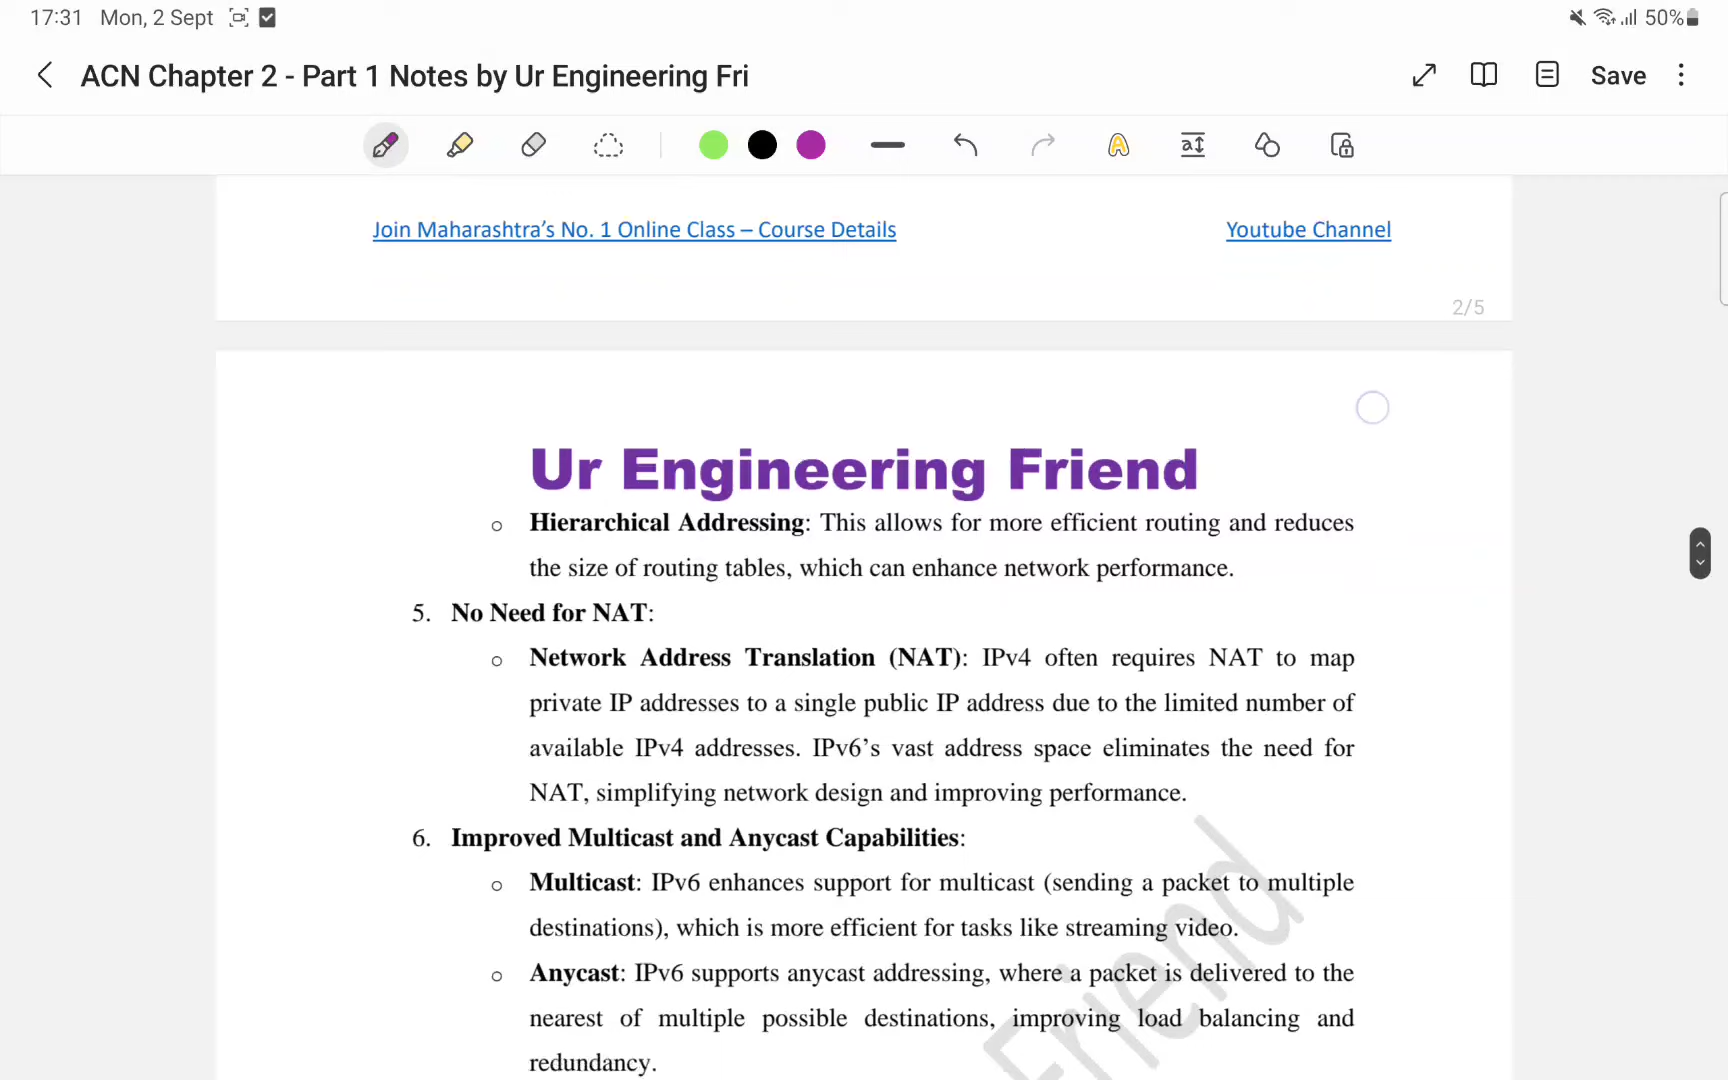 17:31 Mon, 2 Sept
50%
ACN Chapter 2 - Part 1 Notes by Ur Engineering Fri
Save
A
a
Join Maharashtra's No. 1 Online Class – Course Details
Youtube Channel
2/5
Ur Engineering Friend
o Hierarchical Addressing: This allows for more efficient routing and reduces
the size of routing tables, which can enhance network performance.
5. No Need for NAT:
o Network Address Translation (NAT): IPv4 often requires NAT to map
private IP addresses to a single public IP address due to the limited number of
available IPv4 addresses. IPv6’s vast address space eliminates the need for
NAT, simplifying network design and improving performance.
6. Improved Multicast and Anycast Capabilities:
o Multicast: IPv6 enhances support for multicast (sending a packet to multiple
destinations), which is more efficient for tasks like streaming video.
o Anycast: IPv6 supports anycast addressing, where a packet is delivered to the
nearest of multiple possible destinations, improving load balancing and
redundancy.
Friend